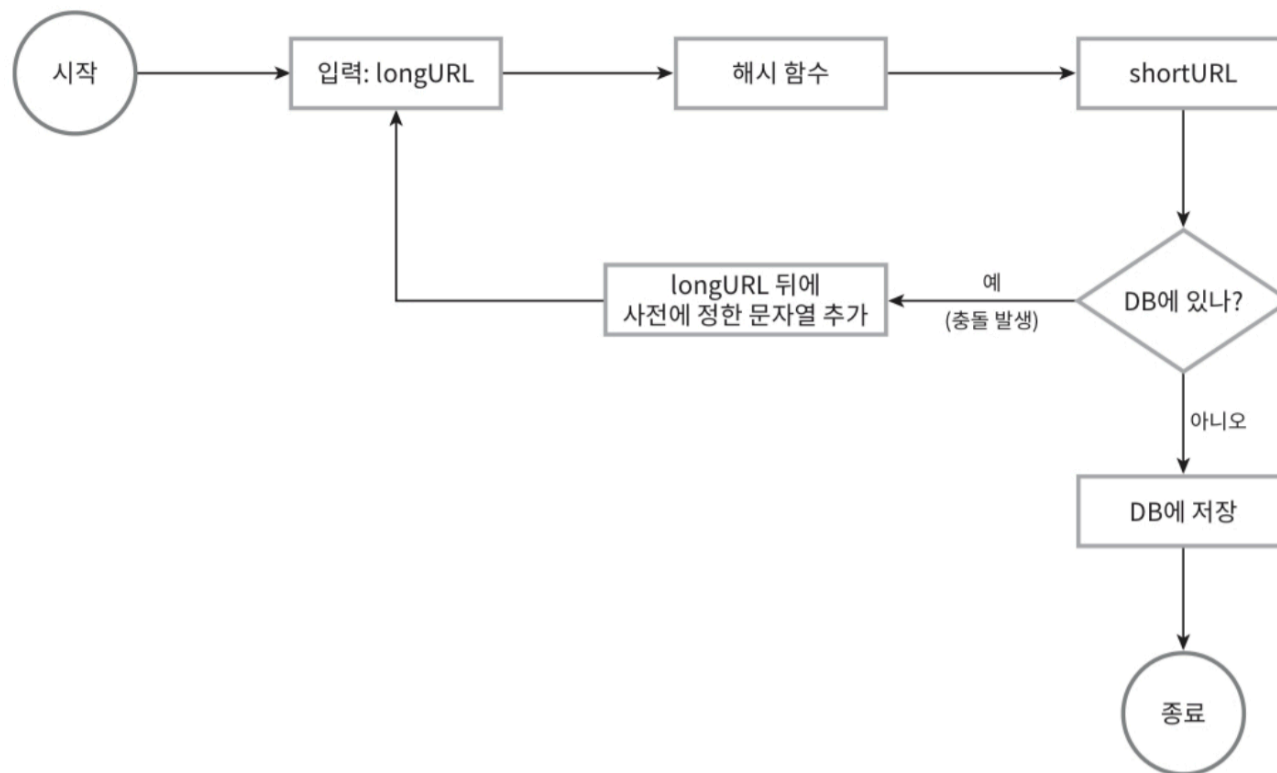 시작
입력: longURL
해시 함수
shortURL
longURL 뒤에
사전에 정한 문자열 추가
예
(충돌 발생)
DB에 있나?
아니오
DB에 저장
종료